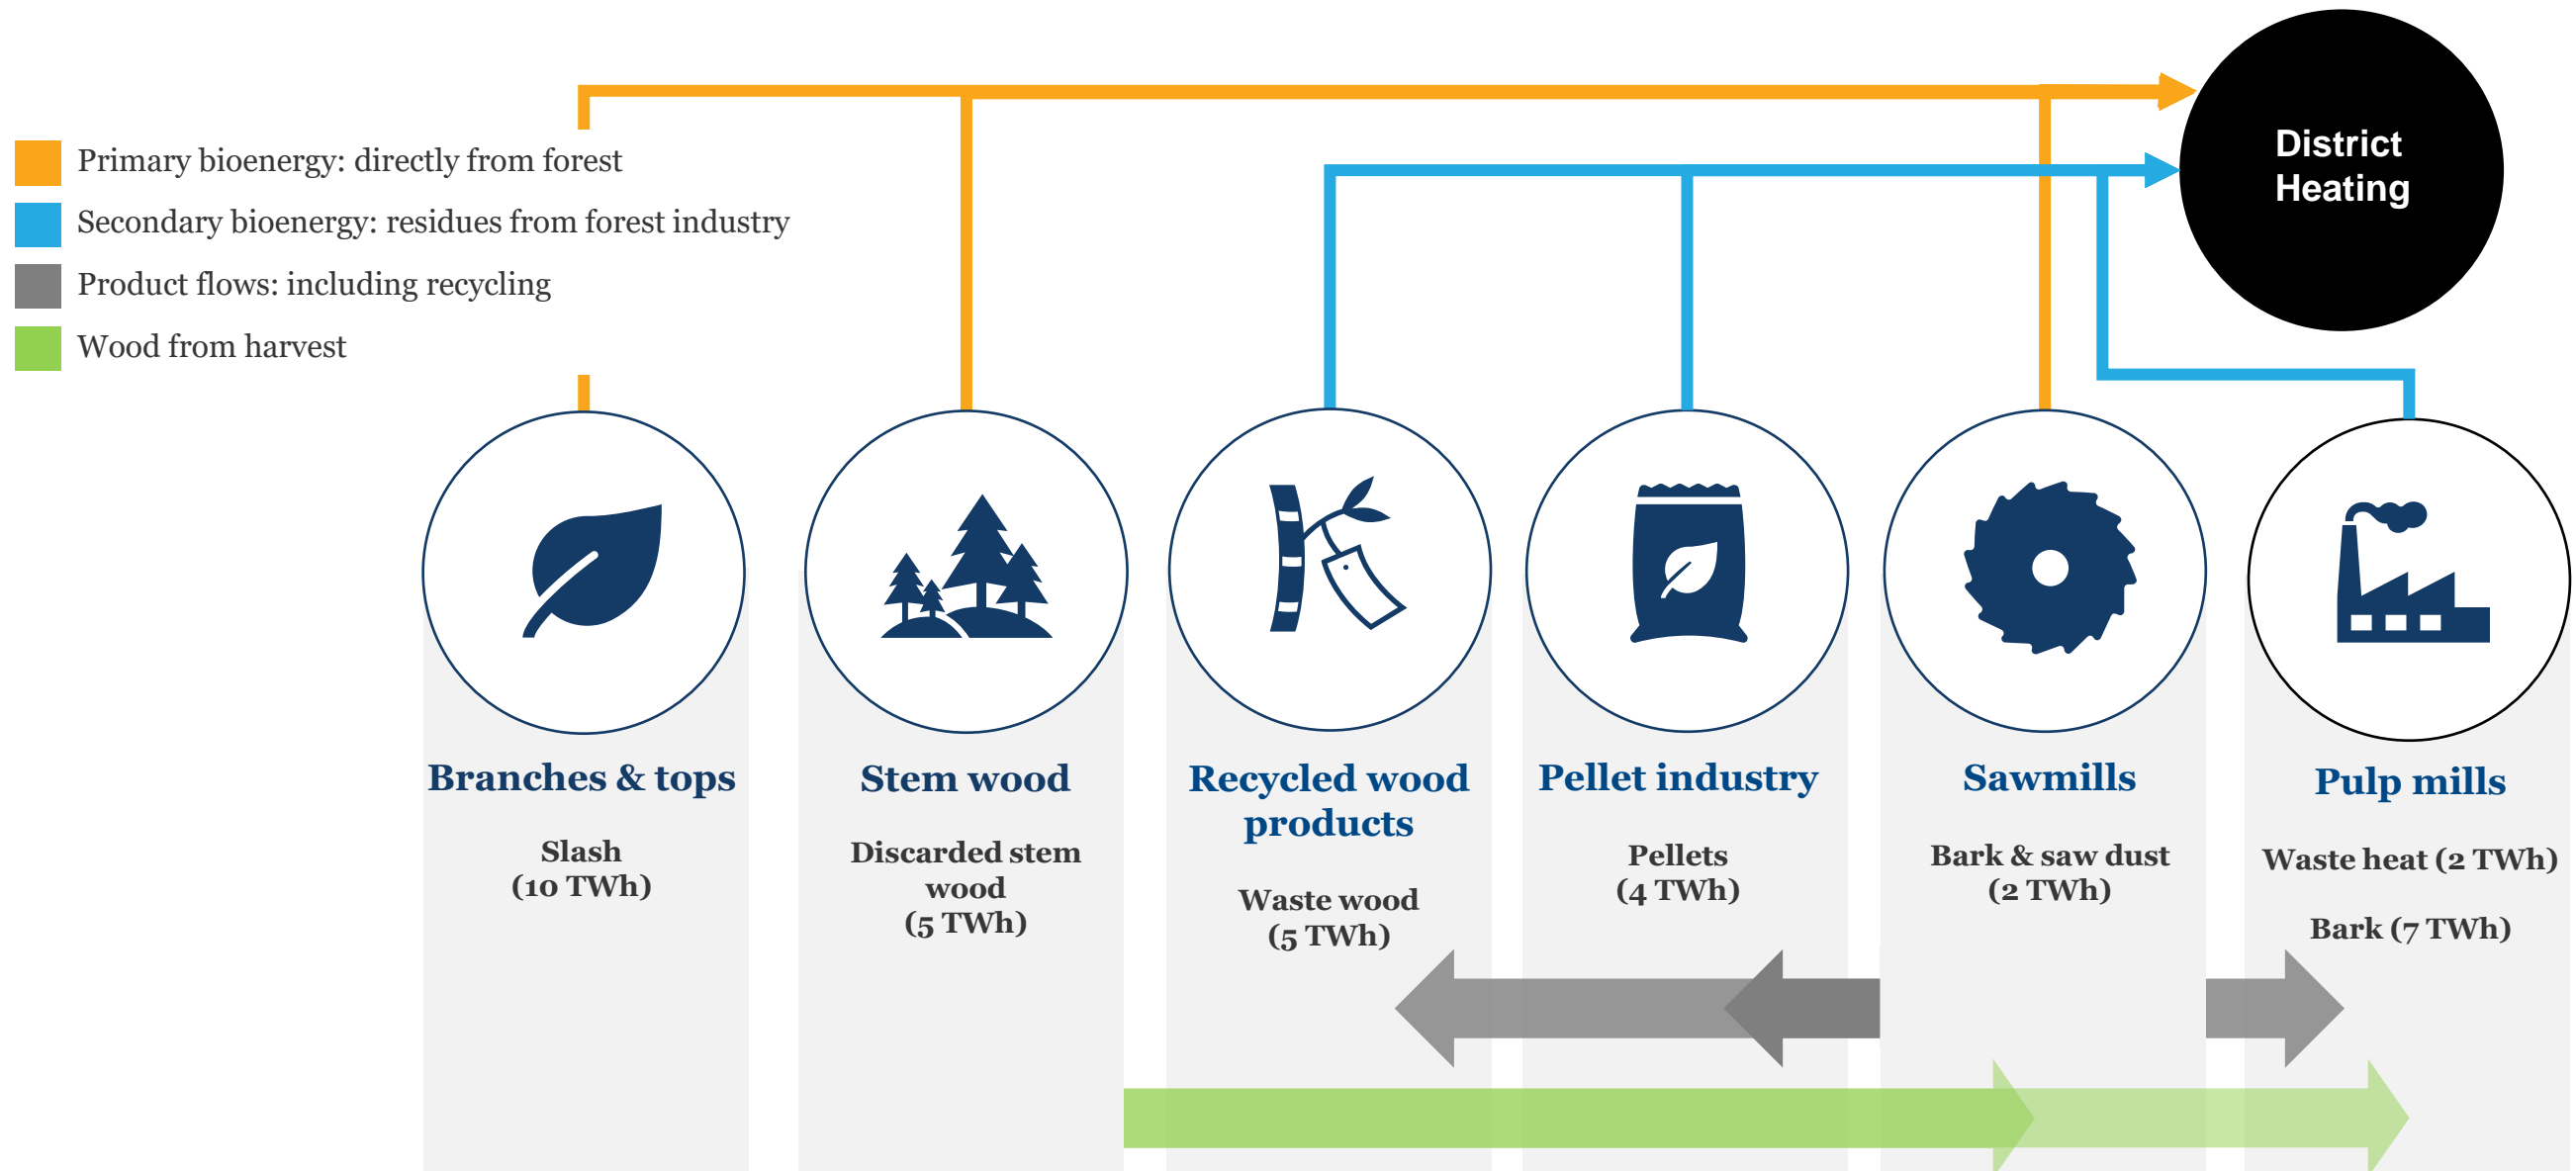 District
Heating
Primary bioenergy: directly from forest
Secondary bioenergy: residues from forest industry
Product flows: including recycling
Wood from harvest
Branches & tops
Slash
(10 TWh)
Stem wood
Discarded stem
wood
(5 TWh)
Recycled wood
products
Waste wood
(5 TWh)
Pellet industry
Pellets
(4 TWh)
Sawmills
Bark & saw dust
(2 TWh)
Pulp mills
Waste heat (2 TWh)
Bark (7 TWh)